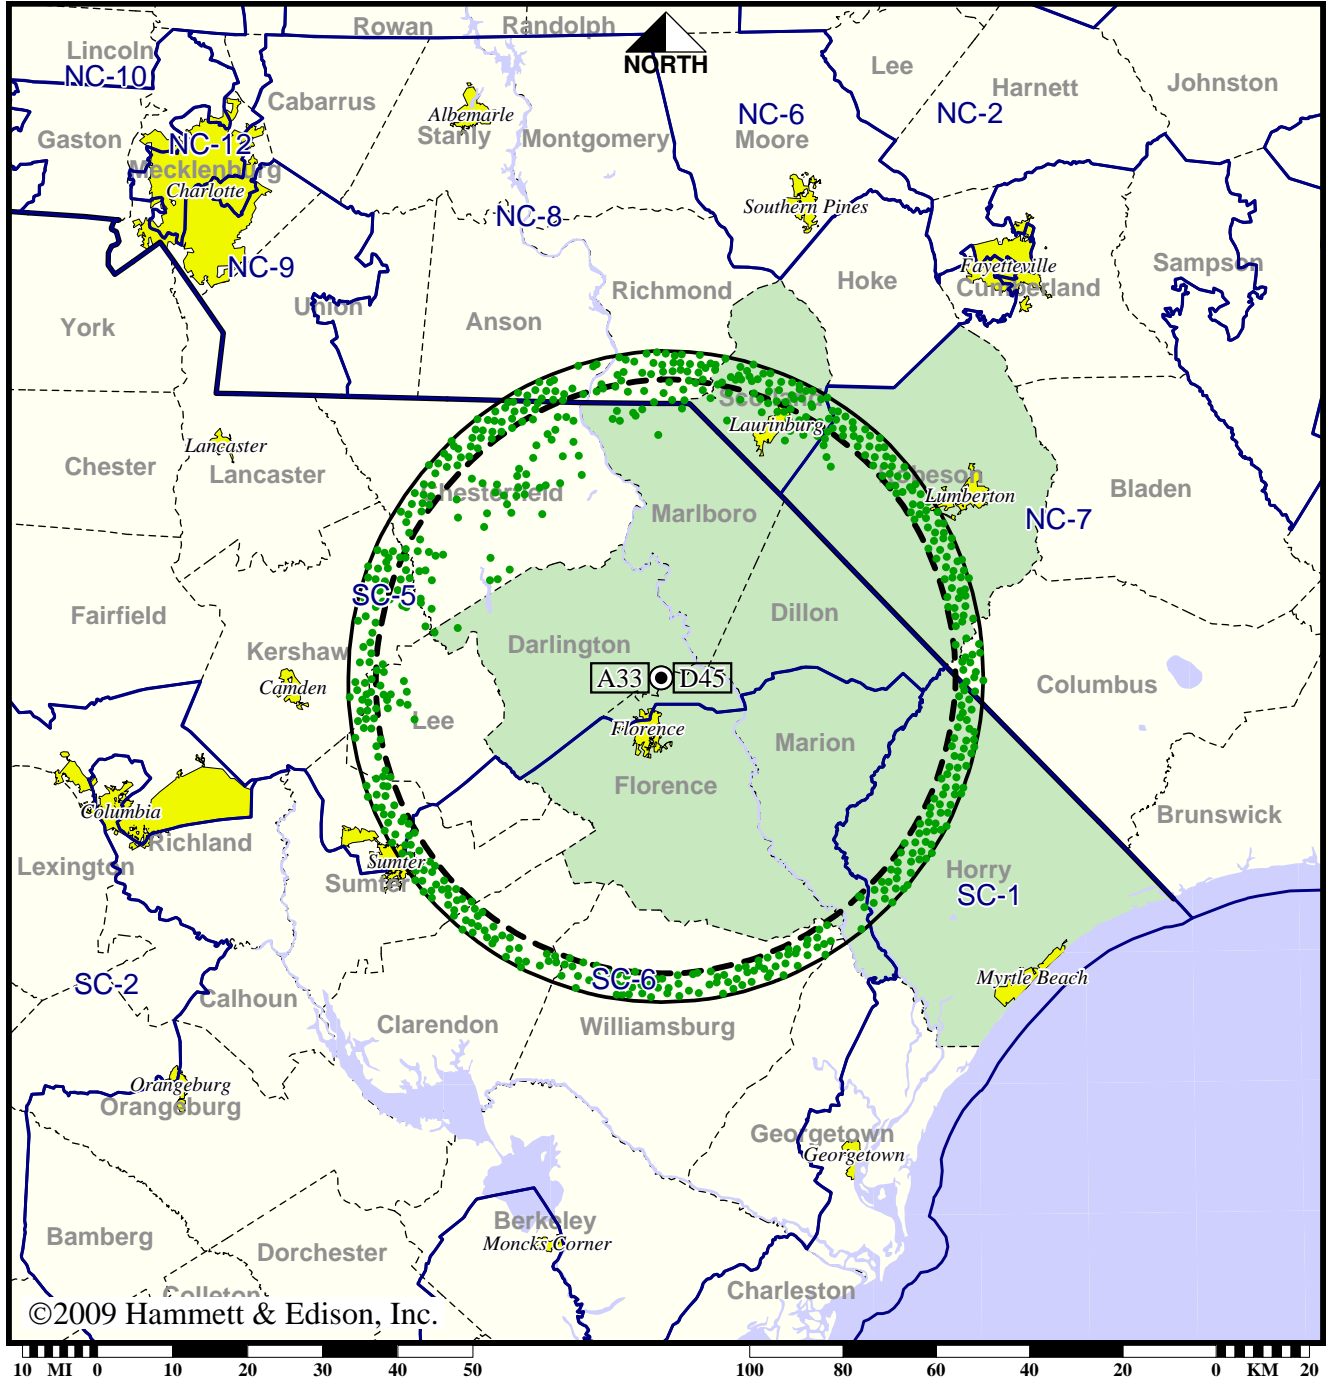 Rowan
Randolph
Lincoln
NC-10
NORTH
Lee
Harnett
Johnston
Cabarrus
Albemarle
Stanly
Montgomery
NC-6
Moore
NC-2
Gaston
NC-12
Mecklenburg
Charlotte
NC-8
Southern Pines
NC-9
Fayetteville
Cumberland
Sampson
Hoke
Richmond
Union
Anson
York
Scotland
Laurinburg
Lancaster
Chester
Lancaster
Chesterfield
Robeson
Lumberton
Bladen
Marlboro
NC-7
SC-5
Fairfield
Dillon
Darlington
Kershaw
Camden
A33
D45
Columbus
Lee
Florence
Marion
Florence
Columbia
Richland
Brunswick
Lexington
Sumter
Sumter
Horry
SC-1
SC-6
Myrtle Beach
SC-2
Calhoun
Clarendon
Williamsburg
Orangeburg
Orangeburg
Georgetown
Georgetown
Bamberg
Berkeley
Moncks Corner
Dorchester
Colleton
Charleston
©2009 Hammett & Edison, Inc.
10 MI 0 10 20 30 40 50
100 80 60 40 20 0 KM 20